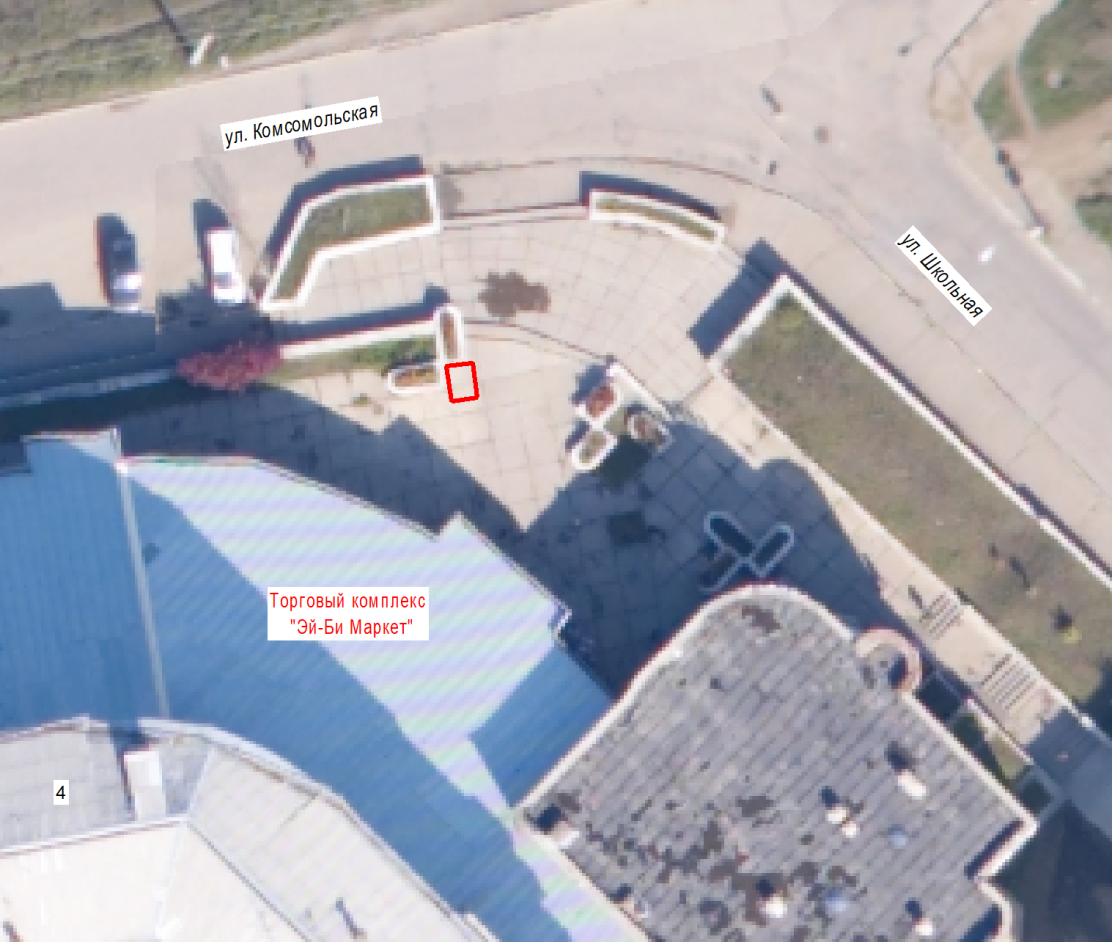 ул. Комсомольская
ул. Школьная
Торговый комплекс
"Эй-Би Маркет"
4